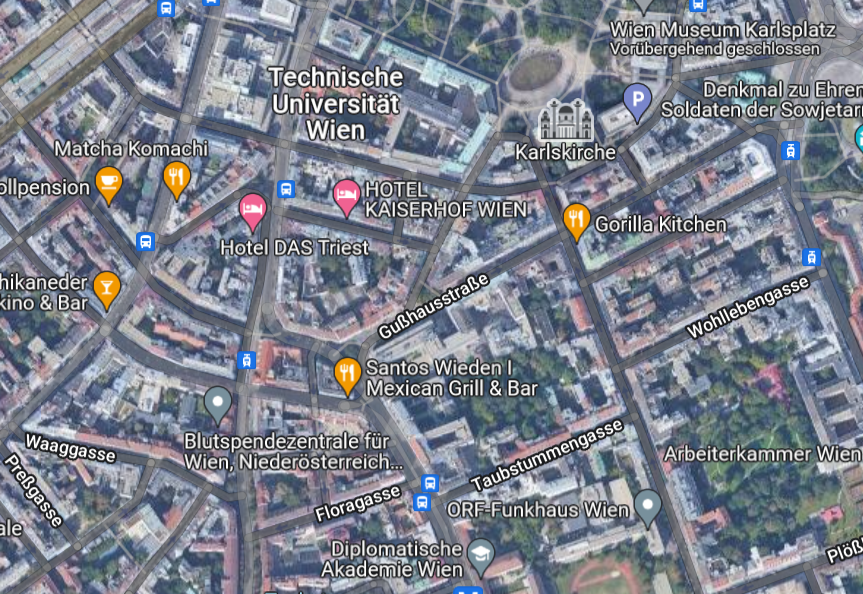 Wien Museum Karlsplatz
Vorübergehend geschlossen
Technische
Universität
Wien
P
Denkmal zu Ehren
Soldaten der Sowjetar
Matcha Komachi
Karlskirche
ollpension
HOTEL
KAISERHOF WIEN
Gorilla Kitchen
Hotel DAS Triest
hikaneder
kino & Bar
Gußhausstraße
Wohllebengasse
Santos Wieden I
Mexican Grill & Bar
Blutspendezentrale für
Wien, Niederösterreich...
Waaggasse
Taubstummengasse
Arbeiterkammer Wien
Preßgasse
Floragasse
ORF-Funkhaus Wien
ale
Diplomatische
Akademie Wien
Plöß